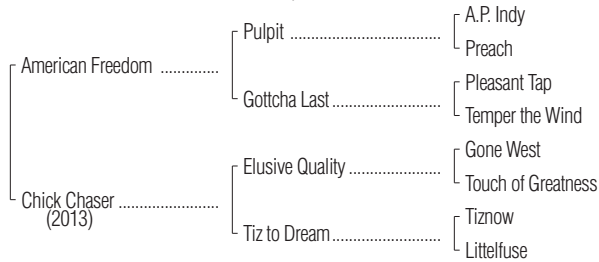 A.P. Indy
Pulpit ..............................
Preach
American Freedom ..............
Pleasant Tap
Gottcha Last......................
Temper the Wind
Gone West
Elusive Quality ..................
Touch of Greatness
Chick Chaser ......................
(2013)
Tiznow
Tiz to Dream......................
Littelfuse